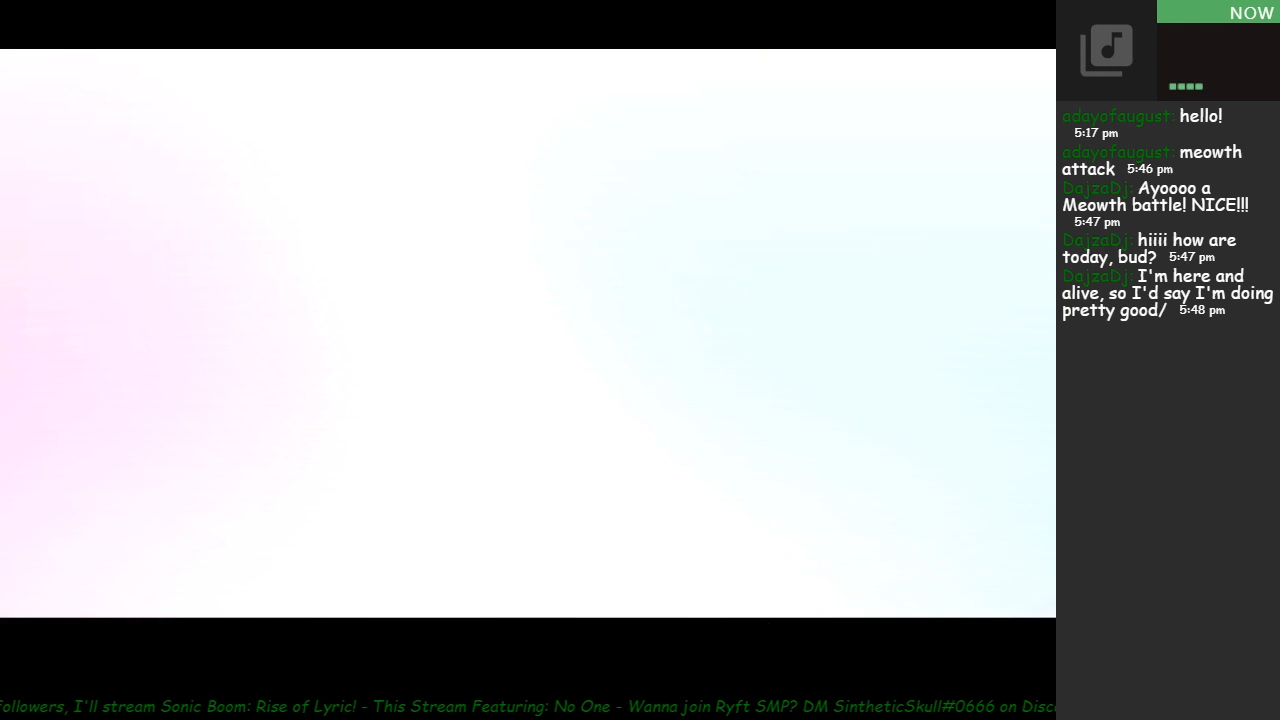 NOW
adayofaugust: hello!
5:17 pm
adayofaugust: meowth
attack 5:46 pm
DajzaDj: Ayoooo a
Meowth battle! NICE!!!
5:47 pm
DajzaDj: hiiii how are
today, bud? 5:47 pm
DajzaDj: I'm here and
alive, so I'd say I'm doing
pretty good/ 5:48 pm
followers, I'll stream Sonic Boom: Rise of Lyric! - This Stream Featuring: No One - Wanna join Ryft SMP? DM SintheticSkull#0666 on Disc